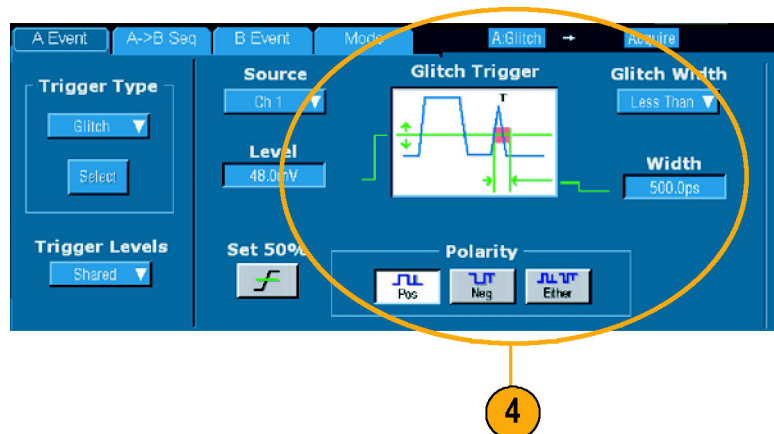 A Event A->B Seq B Event Mode A:Glitch → Acquire
Trigger Type
Glitch
Select
Trigger Levels
Shared
Source
Ch 1
Level
48.0mV
Set 50%
Glitch Trigger
T
Glitch Width
Less Than
Width
500.0ps
Polarity
Pos Neg Either
4